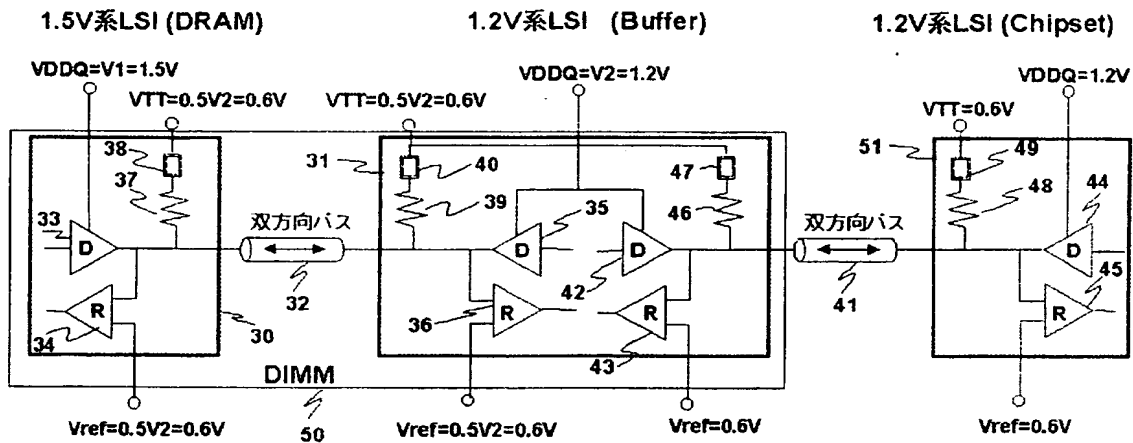 1.5V系LSI (DRAM)
1.2V系LSI (Buffer)
1.2V系LSI (Chipset)
VDDQ=V1=1.5V
VDDQ=V2=1.2V
VDDQ=1.2V
VTT=0.5V2=0.6V
VTT=0.5V2=0.6V
VTT=0.6V
38
37
33
D
R
34
30
双方向バス
32
31
40
39
35
D
36
R
47
46
D
42
R
43
双方向バス
41
51
49
48
44
D
45
R
DIMM
50
Vref=0.5V2=0.6V
Vref=0.5V2=0.6V
Vref=0.6V
Vref=0.6V